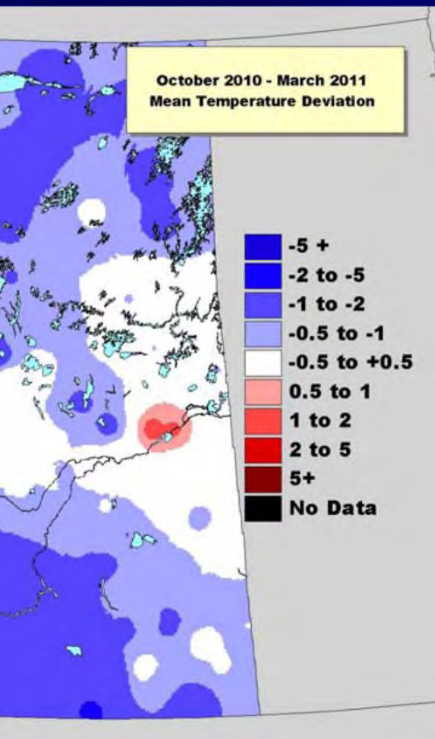 October 2010 - March 2011
Mean Temperature Deviation
-5 +
-2 to -5
-1 to -2
-0.5 to -1
-0.5 to +0.5
0.5 to 1
1 to 2
2 to 5
5+
No Data